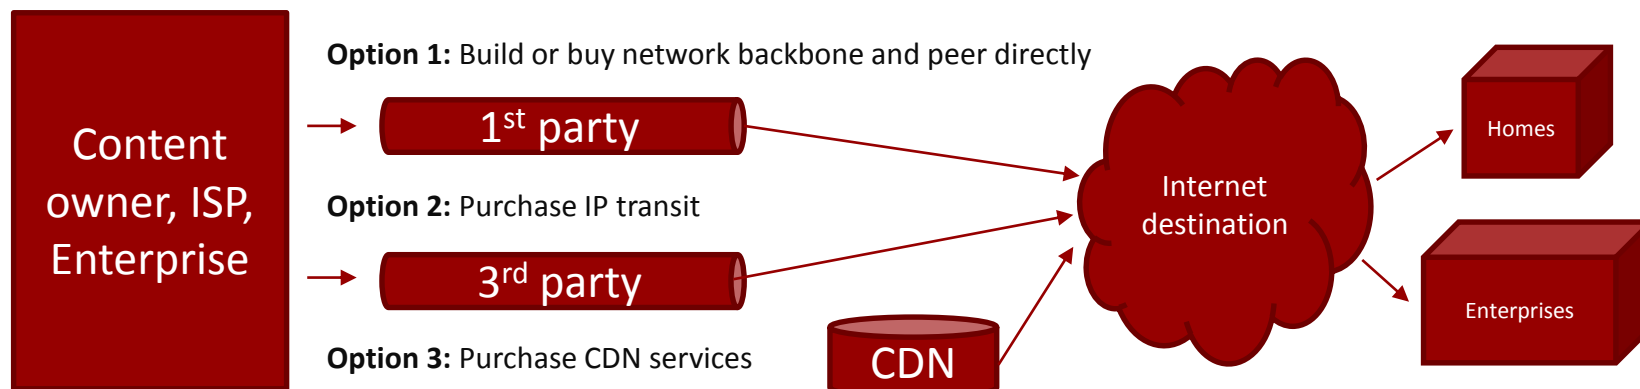 Content
owner, ISP,
Enterprise
Option 1: Build or buy network backbone and peer directly
1st party
Option 2: Purchase IP transit
3rd party
Option 3: Purchase CDN services
CDN
Internet
destination
Homes
Enterprises